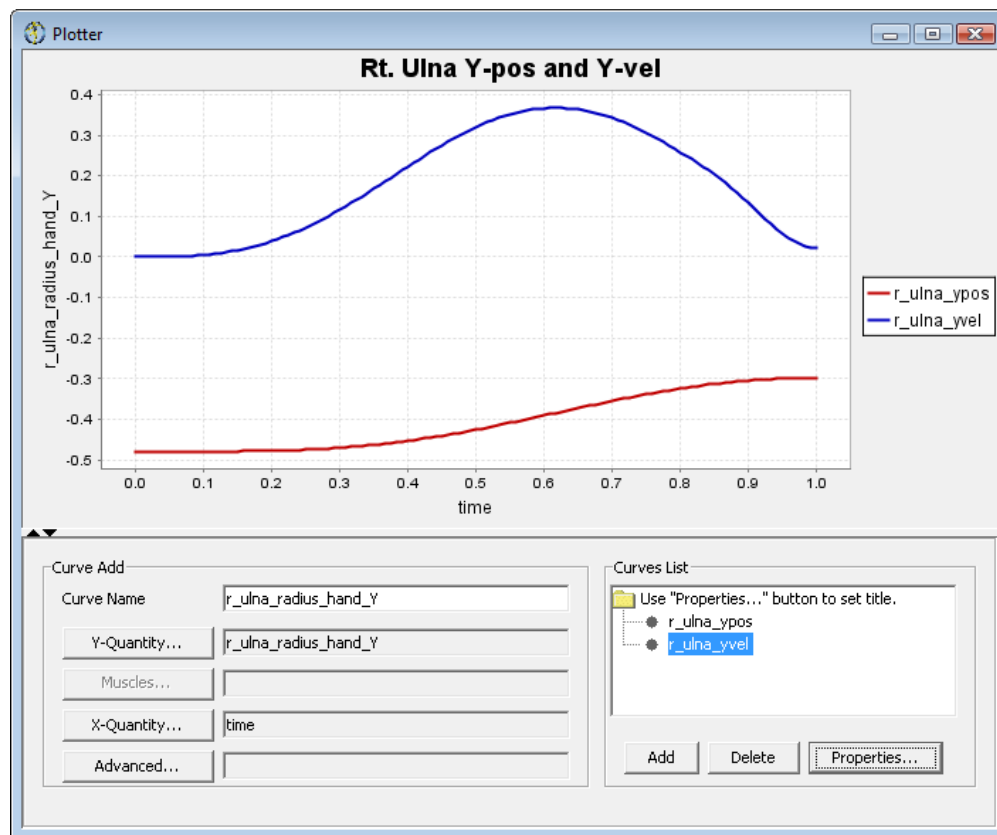 Plotter
Rt. Ulna Y-pos and Y-vel
r_ulna_radius_hand_Y
0.4
0.3
0.2
0.1
0.0
-0.1
-0.2
-0.3
-0.4
-0.5
0.0 0.1 0.2 0.3 0.4 0.5 0.6 0.7 0.8 0.9 1.0
time
r_ulna_ypos
r_ulna_yvel
Curve Add
Curve Name r_ulna_radius_hand_Y
Y-Quantity... r_ulna_radius_hand_Y
Muscles...
X-Quantity... time
Advanced...
Curves List
Use "Properties..." button to set title.
r_ulna_ypos
r_ulna_yvel
Add Delete Properties...